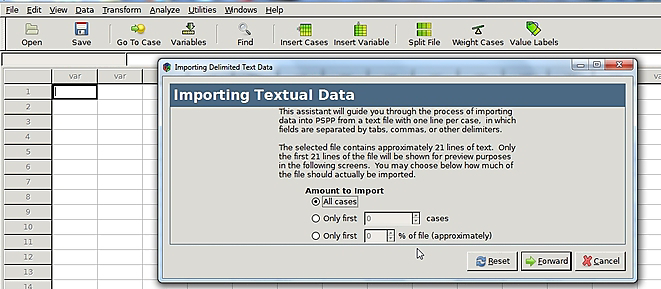 File Edit View Data Transform Analyze Utilities Windows Help
Open Save Go To Case Variables Find Insert Cases Insert Variable Split File Weight Cases Value Labels
Importing Delimited Text Data
var var var
Importing Textual Data
This assistant will guide you through the process of importing
data into PSPP from a text file with one line per case, in which
fields are separated by tabs, commas, or other delimiters.
The selected file contains approximately 21 lines of text. Only
the first 21 lines of the file will be shown for preview purposes
in the following screens. You may choose below how much of
the file should actually be imported.
Amount to Import
All cases
Only first 0 cases
Only first 0 % of file (approximately)
Reset Forward Cancel
1
2
3
4
5
6
7
8
9
10
11
12
13
14